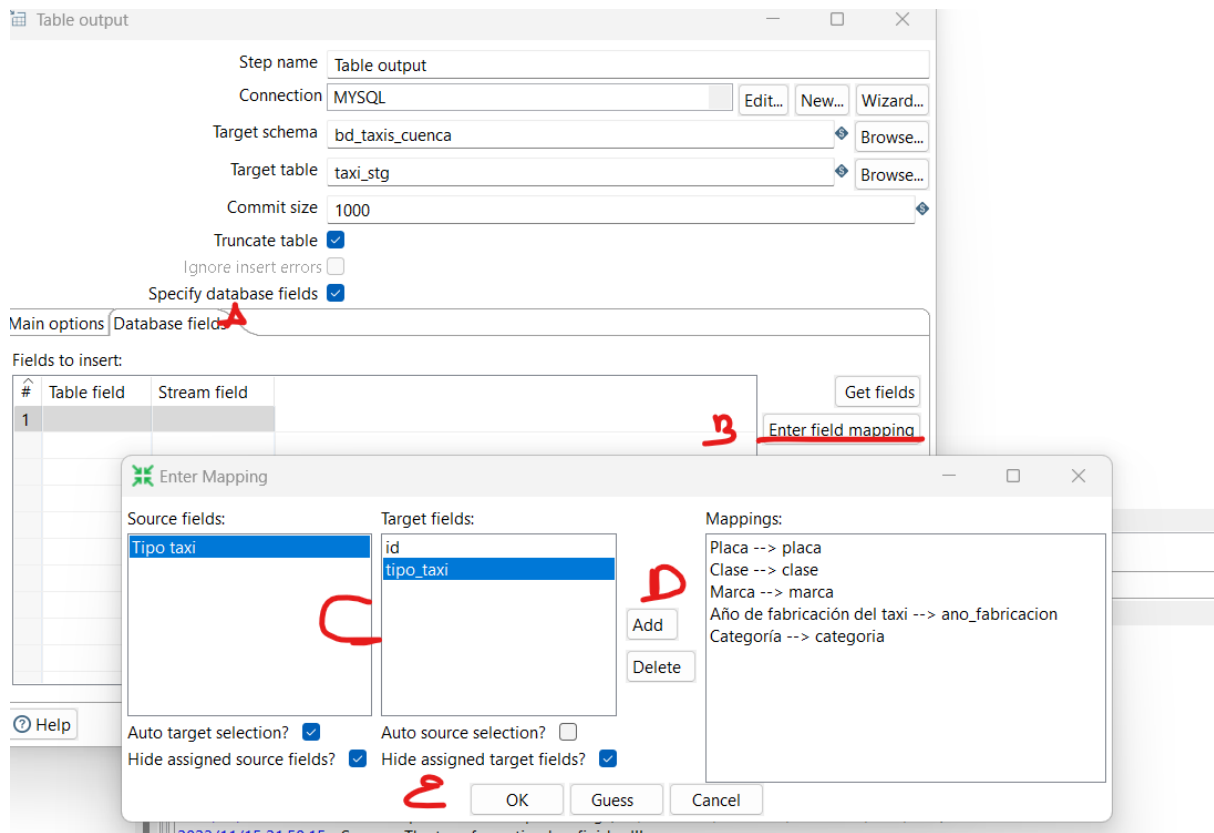 Table output
Step name Table output
Connection MYSQL Edit... New... Wizard...
Target schema bd_taxis_cuenca Browse...
Target table taxi_stg Browse...
Commit size 1000
Truncate table
Ignore insert errors
Specify database fields
A
Main options Database fields
Fields to insert:
# Table field Stream field Get fields
1
B Enter field mapping
Enter Mapping
Source fields: Target fields: Mappings:
Tipo taxi id Placa --> placa
tipo_taxi Clase --> clase
D Marca --> marca
C Add Año de fabricación del taxi --> ano_fabricacion
Categoría --> categoria
Delete
Help
Auto target selection? Auto source selection?
Hide assigned source fields? Hide assigned target fields?
E OK Guess Cancel